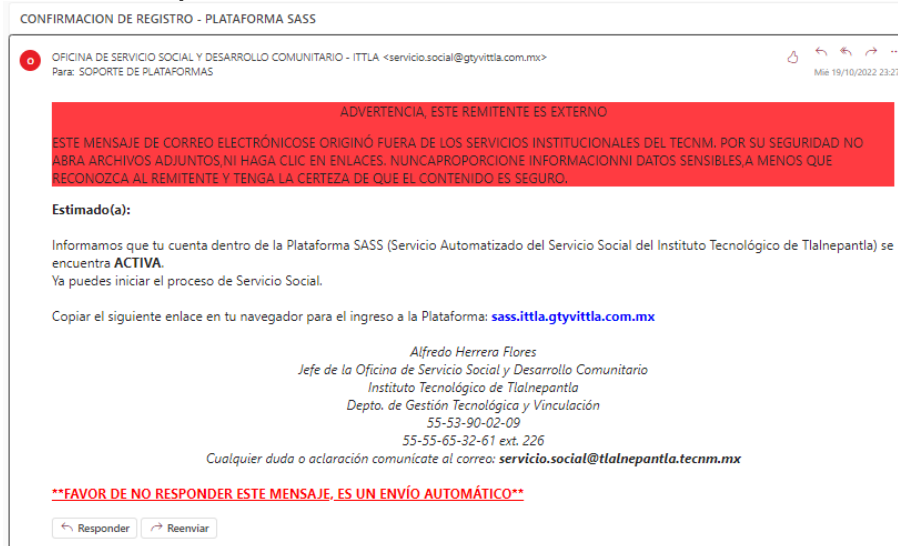 CONFIRMACION DE REGISTRO - PLATAFORMA SASS
O
OFICINA DE SERVICIO SOCIAL Y DESARROLLO COMUNITARIO - ITTLA <servicio.social@gtyvittla.com.mx>
Para: SOPORTE DE PLATAFORMAS
Mié 19/10/2022 23:27
ADVERTENCIA, ESTE REMITENTE ES EXTERNO
ESTE MENSAJE DE CORREO ELECTRÓNICOSE ORIGINÓ FUERA DE LOS SERVICIOS INSTITUCIONALES DEL TECNM. POR SU SEGURIDAD NO
ABRA ARCHIVOS ADJUNTOS,NI HAGA CLIC EN ENLACES. NUNCAPROPORCIONE INFORMACIONNI DATOS SENSIBLES,A MENOS QUE
RECONOZCA AL REMITENTE Y TENGA LA CERTEZA DE QUE EL CONTENIDO ES SEGURO.
Estimado(a):
Informamos que tu cuenta dentro de la Plataforma SASS (Servicio Automatizado del Servicio Social del Instituto Tecnológico de Tlalnepantla) se
encuentra ACTIVA.
Ya puedes iniciar el proceso de Servicio Social.
Copiar el siguiente enlace en tu navegador para el ingreso a la Plataforma: sass.ittla.gtyvittla.com.mx
Alfredo Herrera Flores
Jefe de la Oficina de Servicio Social y Desarrollo Comunitario
Instituto Tecnológico de Tlalnepantla
Depto. de Gestión Tecnológica y Vinculación
55-53-90-02-09
55-55-65-32-61 ext. 226
Cualquier duda o aclaración comunícate al correo: servicio.social@tlalnepantla.tecnm.mx
**FAVOR DE NO RESPONDER ESTE MENSAJE, ES UN ENVÍO AUTOMÁTICO**
Responder
Reenviar